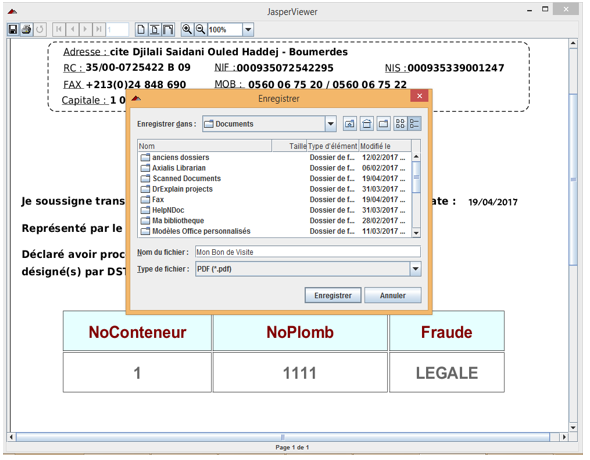 JasperViewer
1
100%
Adresse : cite Djilali Saidani Ouled Haddej - Boumerdes
RC : 35/00-0725422 B 09 NIF :000935072542295 NIS :000935339001247
FAX +213(0)24 848 690 MOB : 0560 06 75 20 / 0560 06 75 22
Capitale : 1 0
Enregistrer
Enregistrer dans : Documents
Nom Taille Type d'élément Modifié le
anciens dossiers Dossier de f... 12/02/2017 ...
Axialis Librarian Dossier de f... 06/02/2017 ...
Scanned Documents Dossier de f... 19/04/2017 ...
DrExplain projects Dossier de f... 31/03/2017 ...
Fax Dossier de f... 19/04/2017 ...
HelpNDoc Dossier de f... 31/03/2017 ...
Ma bibliotheque Dossier de f... 28/02/2017 ...
Modèles Office personnalisés Dossier de f... 11/03/2017 ...
Nom du fichier : Mon Bon de Visite
Type de fichier : PDF (*.pdf)
Enregistrer Annuler
Je soussigne trans ate : 19/04/2017
Représenté par le
Déclaré avoir proc
désigné(s) par DST
NoConteneur NoPlomb Fraude
1 1111 LEGALE
Page 1 de 1